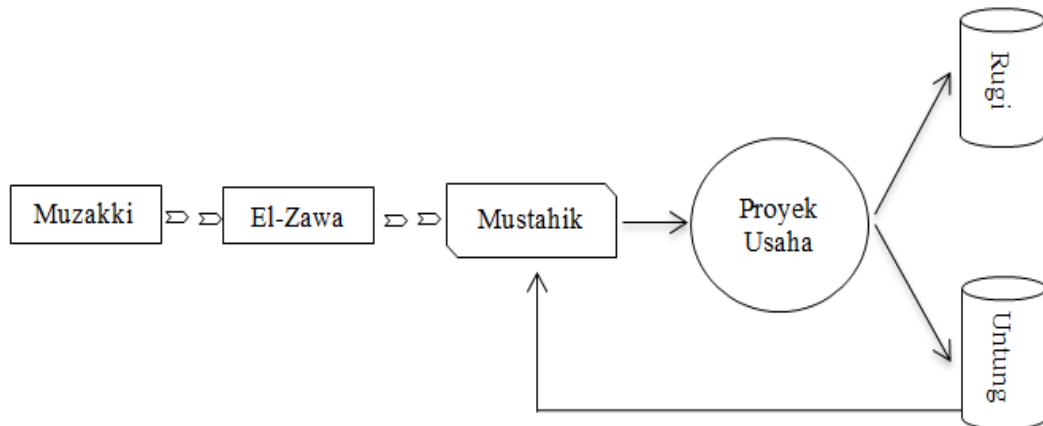 Muzakki
El-Zawa
Mustahik
Proyek
Usaha
Rugi
Untung